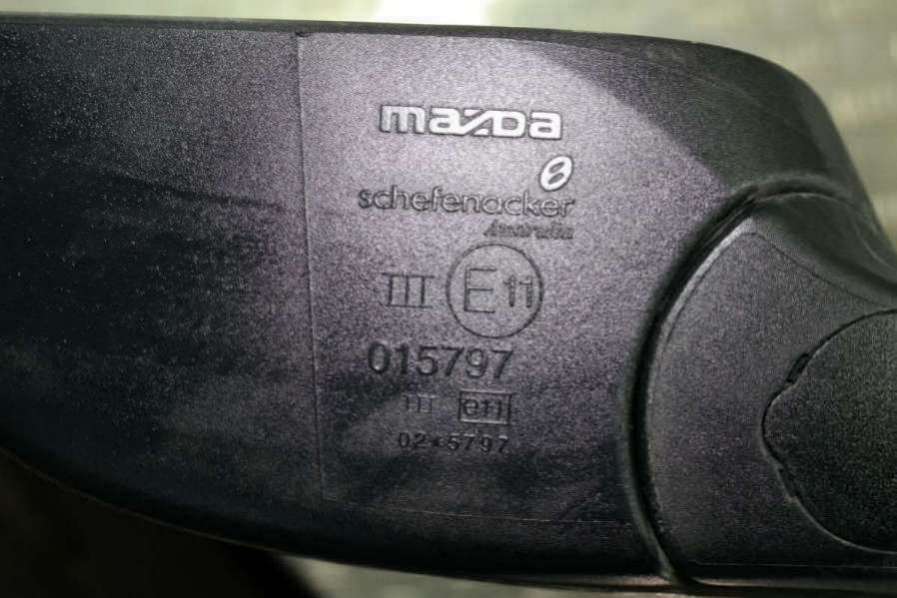 mazda
schefenacker
Australia
III E11
015797
III e11
02*5797